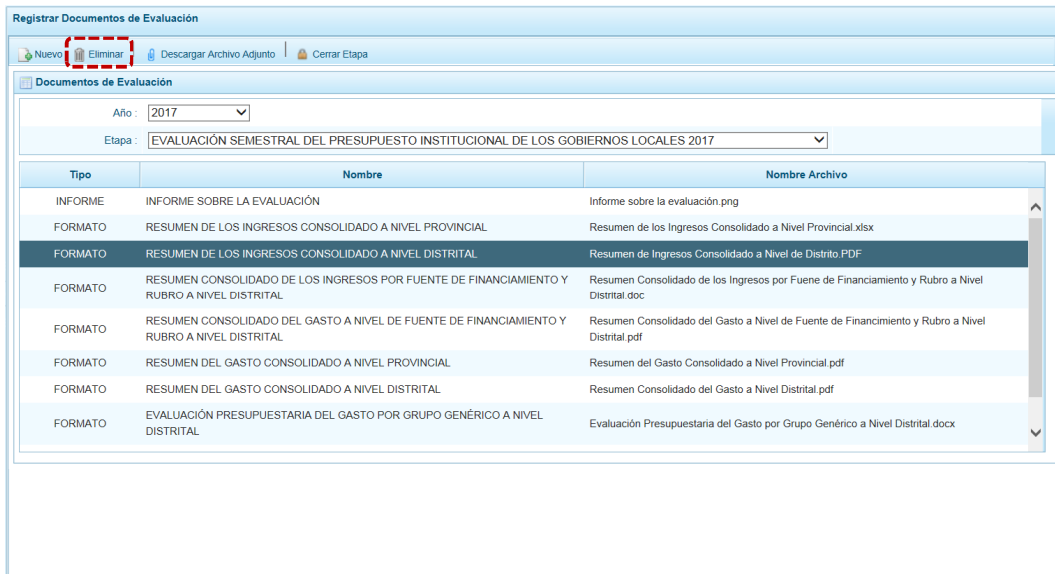 Registrar Documentos de Evaluación
Nuevo Eliminar Descargar Archivo Adjunto Cerrar Etapa
Documentos de Evaluación
Año : 2017
Etapa : EVALUACIÓN SEMESTRAL DEL PRESUPUESTO INSTITUCIONAL DE LOS GOBIERNOS LOCALES 2017
Tipo Nombre Nombre Archivo
INFORME INFORME SOBRE LA EVALUACIÓN Informe sobre la evaluación.png
FORMATO RESUMEN DE LOS INGRESOS CONSOLIDADO A NIVEL PROVINCIAL Resumen de los Ingresos Consolidado a Nivel Provincial.xlsx
FORMATO RESUMEN DE LOS INGRESOS CONSOLIDADO A NIVEL DISTRITAL Resumen de Ingresos Consolidado a Nivel de Distrito.PDF
FORMATO RESUMEN CONSOLIDADO DE LOS INGRESOS POR FUENTE DE FINANCIAMIENTO Y Resumen Consolidado de los Ingresos por Fuene de Financiamiento y Rubro a Nivel
RUBRO A NIVEL DISTRITAL Distrital.doc
FORMATO RESUMEN CONSOLIDADO DEL GASTO A NIVEL DE FUENTE DE FINANCIAMIENTO Y Resumen Consolidado del Gasto a Nivel de Fuente de Financimiento y Rubro a Nivel
RUBRO A NIVEL DISTRITAL Distrital.pdf
FORMATO RESUMEN DEL GASTO CONSOLIDADO A NIVEL PROVINCIAL Resumen del Gasto Consolidado a Nivel Provincial.pdf
FORMATO RESUMEN DEL GASTO CONSOLIDADO A NIVEL DISTRITAL Resumen Consolidado del Gasto a Nivel Distrital.pdf
FORMATO EVALUACIÓN PRESUPUESTARIA DEL GASTO POR GRUPO GENÉRICO A NIVEL Evaluación Presupuestaria del Gasto por Grupo Genérico a Nivel Distrital.docx
DISTRITAL